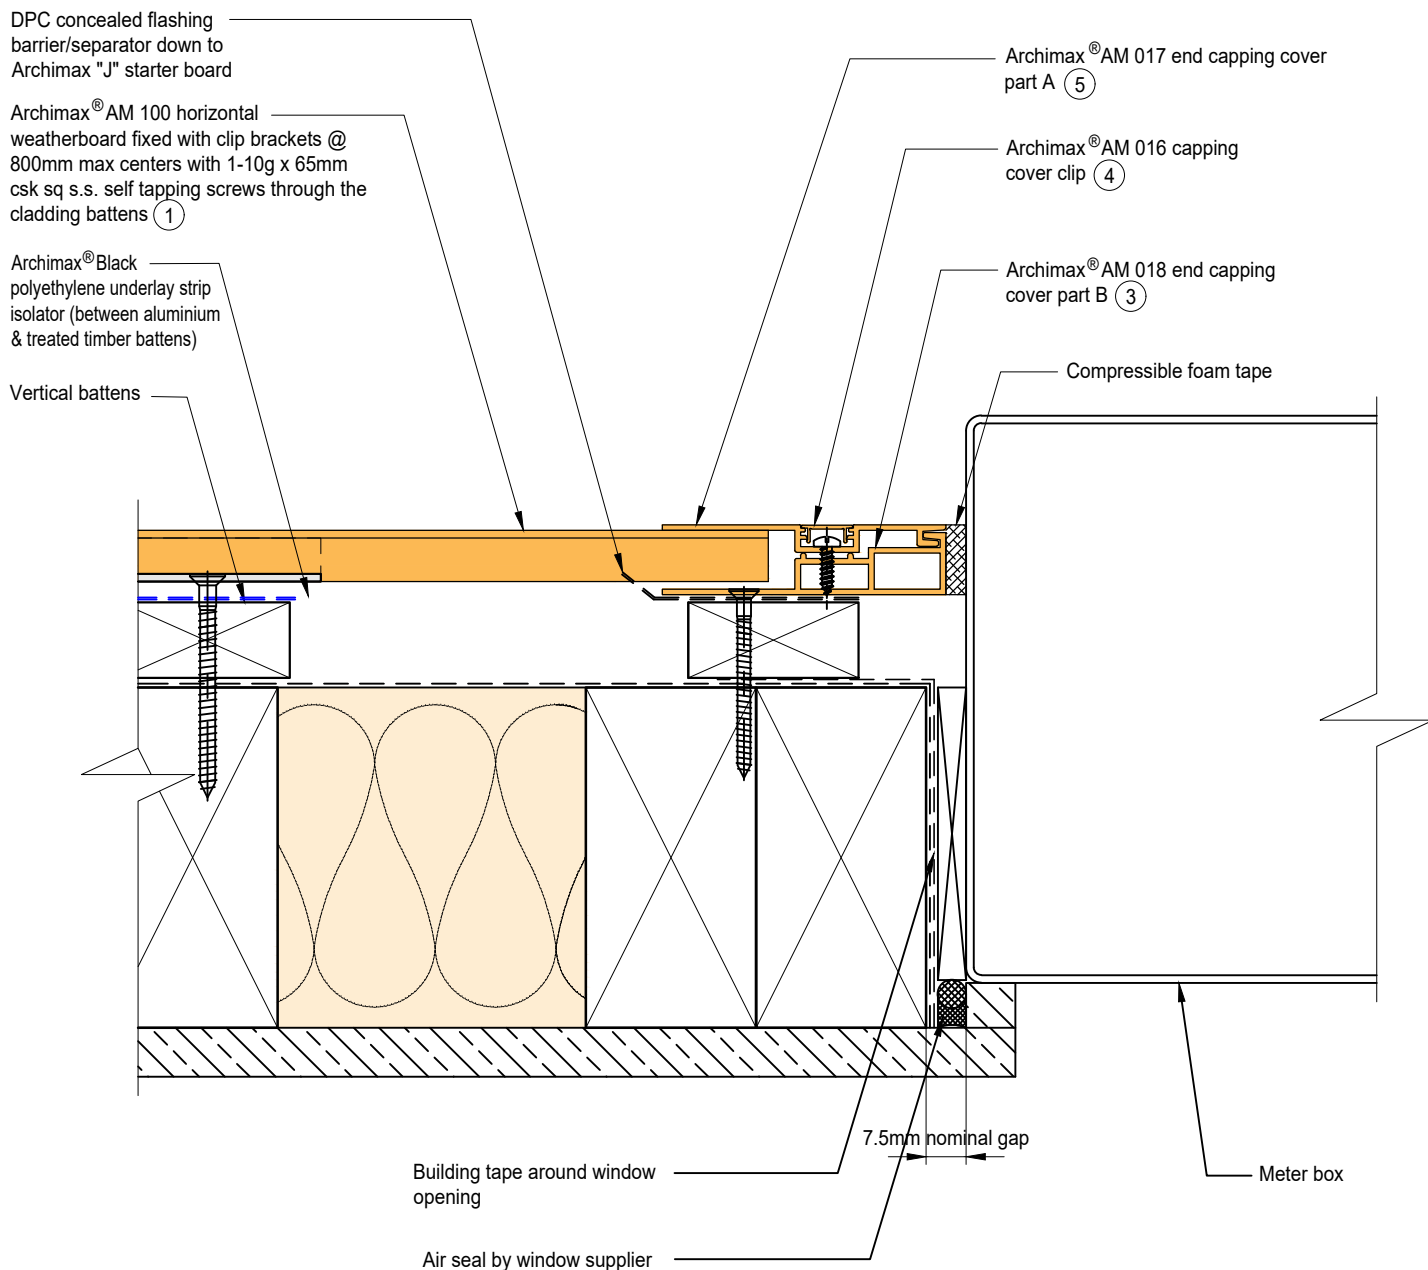 DPC concealed flashing
barrier/separator down to
Archimax "J" starter board
Archimax® AM 100 horizontal
weatherboard fixed with clip brackets @
800mm max centers with 1-10g x 65mm
csk sq s.s. self tapping screws through the
cladding battens 1
Archimax® Black
polyethylene underlay strip
isolator (between aluminium
& treated timber battens)
Vertical battens
Archimax® AM 017 end capping cover
part A 5
Archimax® AM 016 capping
cover clip 4
Archimax® AM 018 end capping
cover part B 3
Compressible foam tape
7.5mm nominal gap
Building tape around window
opening
Meter box
Air seal by window supplier